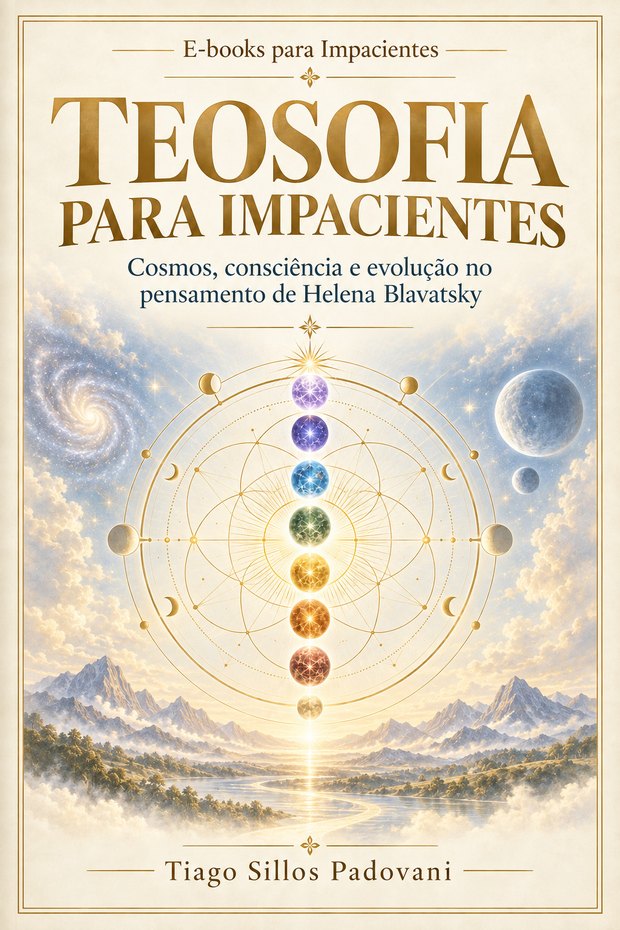 E-books para Impacientes
TEOSOFIA
PARA IMPACIENTES
Cosmos, consciência e evolução no
pensamento de Helena Blavatsky
Tiago Sillos Padovani